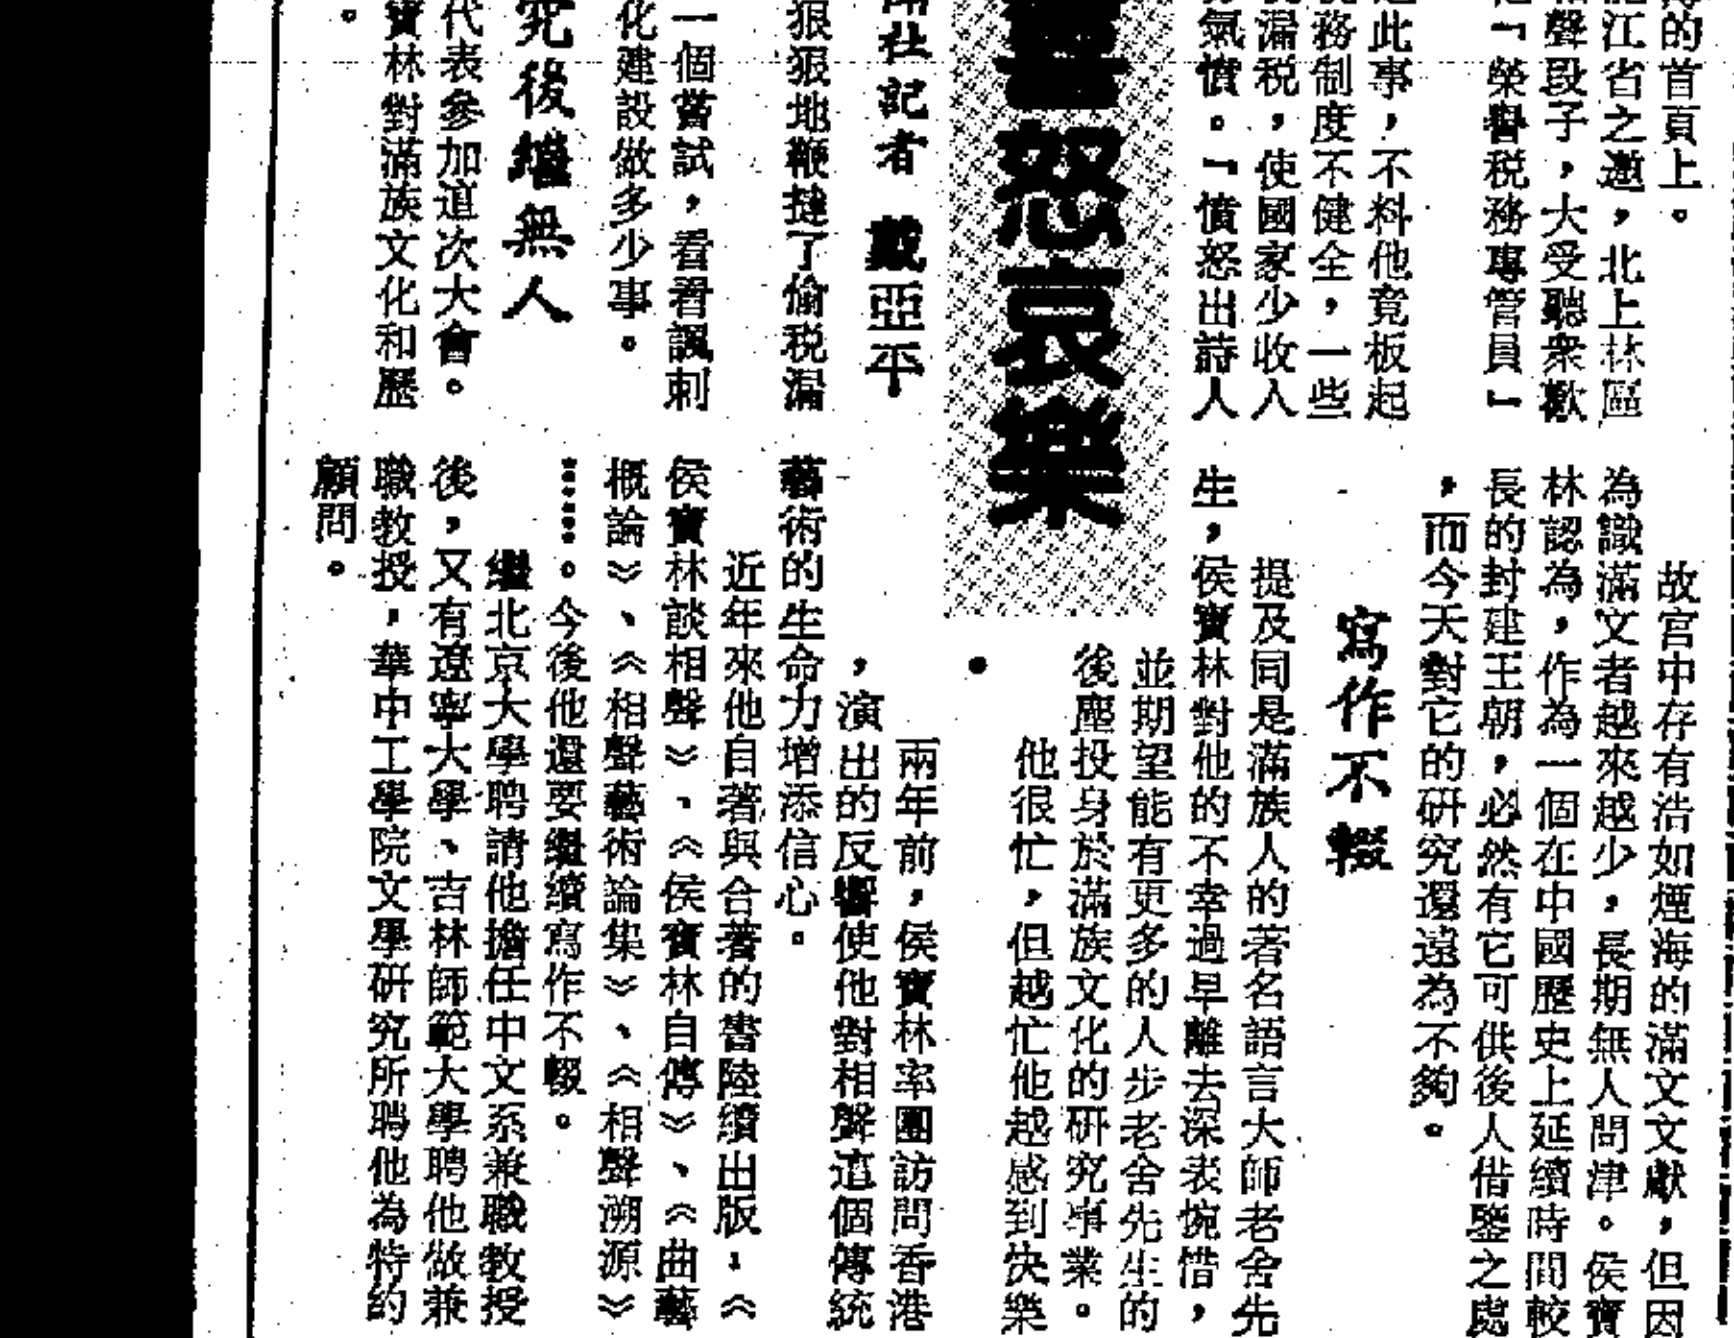 的首頁上。
江省之邀，北上林區
聲段子，大受聽衆歡
「榮譽税務專管員」
此事，不料他竟板起
務制度不健全，一些
漏税，使國家少收入
氣憤。「憤怒出詩人
喜怒哀樂
社記者 戴亞平
狠狠地鞭撻了偷税漏
一個嘗試，看看諷刺
化建設做多少事。
究後繼無人
代表參加這次大會。
寶林對滿族文化和歷
。
故宮中存有浩如煙海的滿文文獻，但因
為識滿文者越來越少，長期無人問津。侯寶
林認為，作為一個在中國歷史上延續時間較
長的封建王朝，必然有它可供後人借鑒之處
，而今天對它的研究還遠為不夠。
寫作不輟
提及同是滿族人的著名語言大師老舍先
生，侯寶林對他的不幸過早離去深表惋惜，
並期望能有更多的人步老舍先生的
後塵投身於滿族文化的研究事業。
他很忙，但越忙他越感到快樂
•
兩年前，侯寶林率團訪問香港
，演出的反響使他對相聲這個傳統
藝術的生命力增添信心。
近年來他自著與合著的書陸續出版，《
侯寶林談相聲》、《侯寶林自傳》、《曲藝
概論》、《相聲藝術論集》、《相聲溯源》
……。今後他還要繼續寫作不輟。
繼北京大學聘請他擔任中文系兼職教授
後，又有遼寧大學、吉林師範大學聘他做兼
職教授，華中工學院文學研究所聘他為特約
顧問。